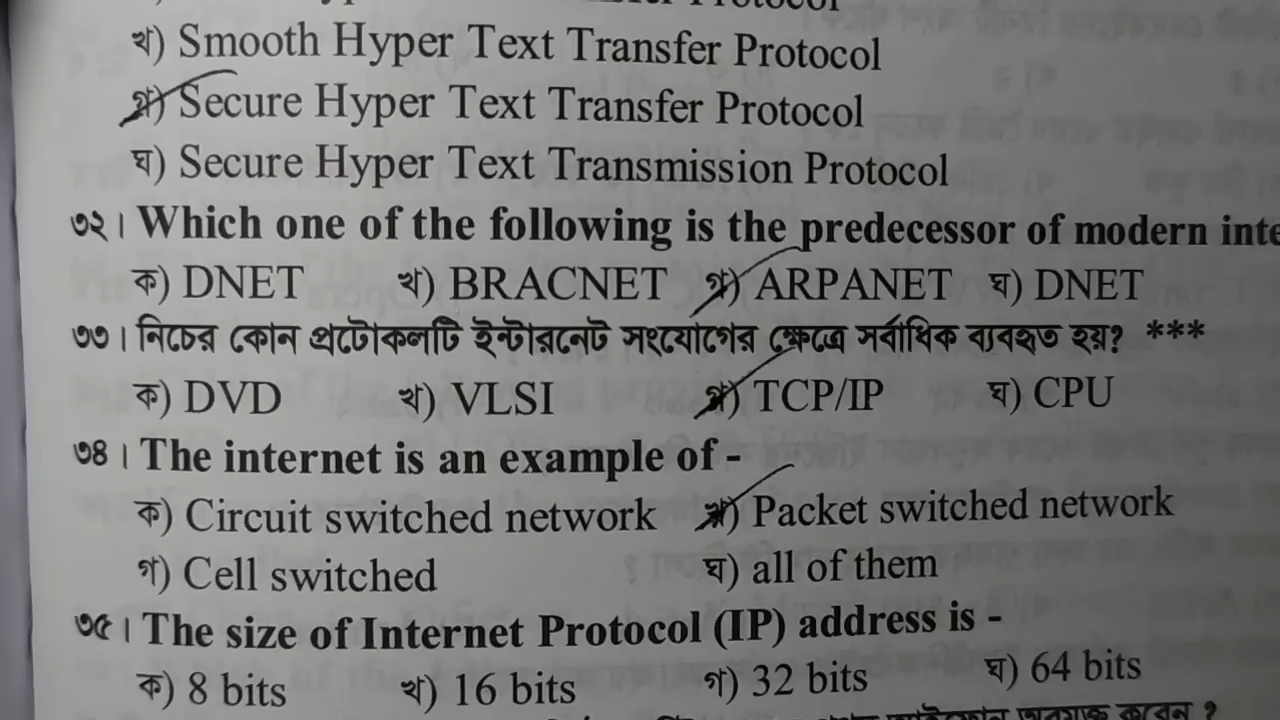 খ) Smooth Hyper Text Transfer Protocol
গ) Secure Hyper Text Transfer Protocol
ঘ) Secure Hyper Text Transmission Protocol
৩২। Which one of the following is the predecessor of modern inte
ক) DNET খ) BRACNET গ) ARPANET ঘ) DNET
৩৩। নিচের কোন প্রটোকলটি ইন্টারনেট সংযোগের ক্ষেত্রে সর্বাধিক ব্যবহৃত হয়? ***
ক) DVD খ) VLSI গ) TCP/IP ঘ) CPU
৩৪। The internet is an example of -
ক) Circuit switched network খ) Packet switched network
গ) Cell switched ঘ) all of them
৩৫। The size of Internet Protocol (IP) address is -
ক) 8 bits খ) 16 bits গ) 32 bits ঘ) 64 bits